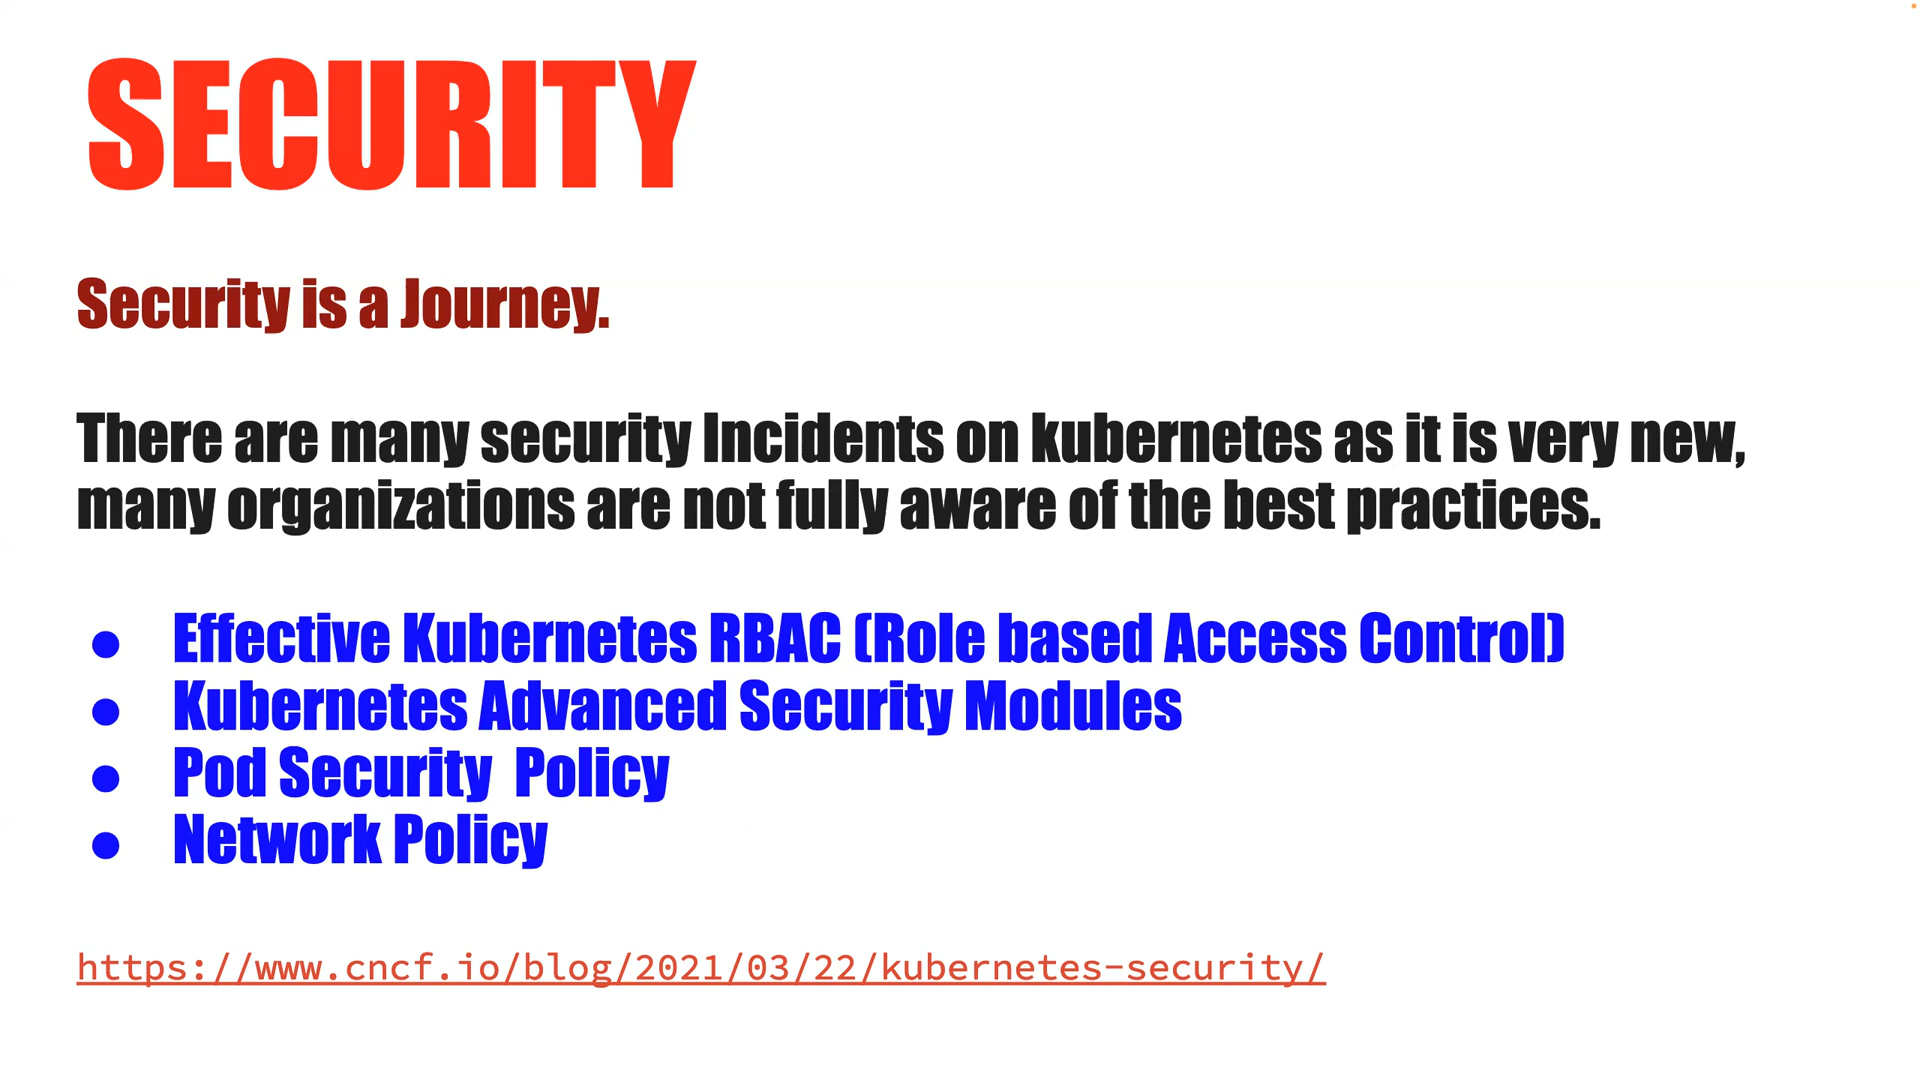 SECURITY
Security is a Journey.
There are many security Incidents on kubernetes as it is very new,
many organizations are not fully aware of the best practices.
● Effective Kubernetes RBAC (Role based Access Control)
● Kubernetes Advanced Security Modules
● Pod Security  Policy
● Network Policy
https://www.cncf.io/blog/2021/03/22/kubernetes-security/